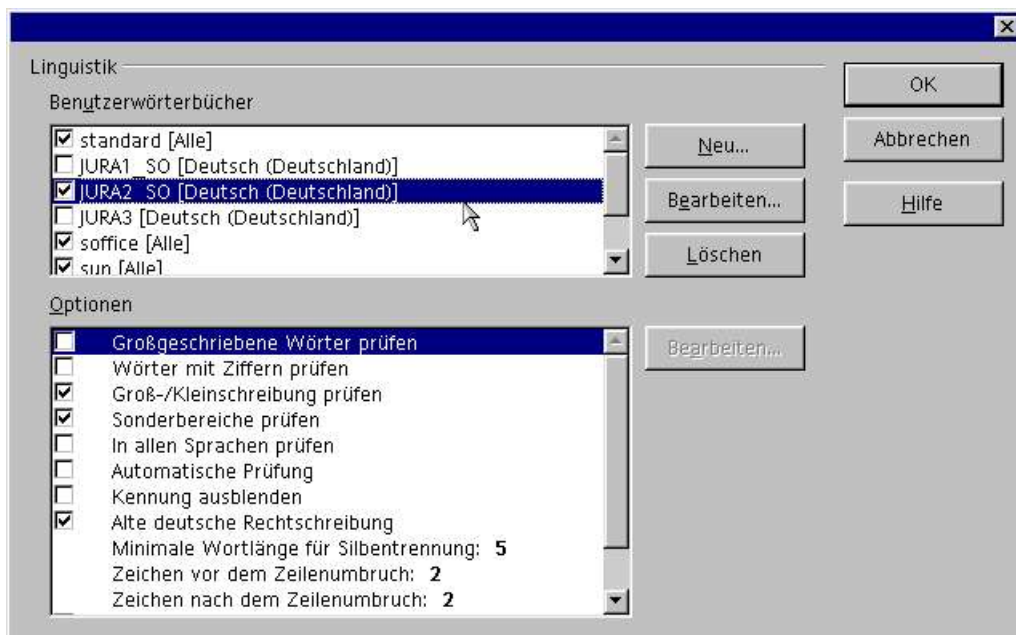 Linguistik
Benutzerwörterbücher
standard [Alle]
JURA1_SO [Deutsch (Deutschland)]
JURA2_SO [Deutsch (Deutschland)]
JURA3 [Deutsch (Deutschland)]
soffice [Alle]
sun [Alle]
Neu...
Bearbeiten...
Löschen
OK
Abbrechen
Hilfe
Optionen
Großgeschriebene Wörter prüfen
Wörter mit Ziffern prüfen
Groß-/Kleinschreibung prüfen
Sonderbereiche prüfen
In allen Sprachen prüfen
Automatische Prüfung
Kennung ausblenden
Alte deutsche Rechtschreibung
Minimale Wortlänge für Silbentrennung: 5
Zeichen vor dem Zeilenumbruch: 2
Zeichen nach dem Zeilenumbruch: 2
Bearbeiten...